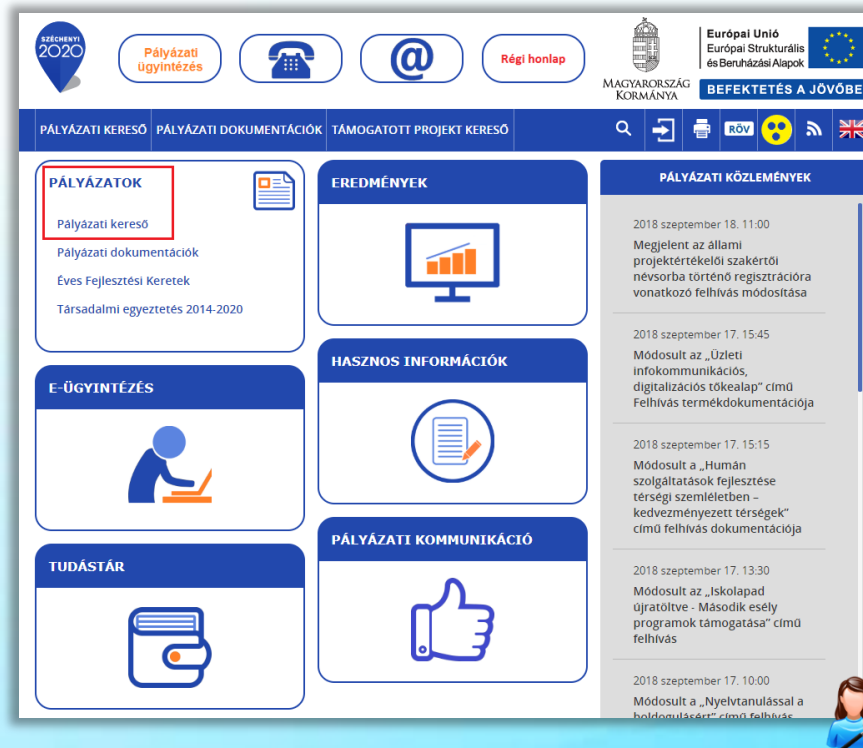 SZÉCHENYI
2020
Pályázati
ügyintézés
@
Régi honlap
MAGYARORSZÁG
KORMÁNYA
Európai Unió
Európai Strukturális
és Beruházási Alapok
BEFEKTETÉS A JÖVŐBE
PÁLYÁZATI KERESŐ
PÁLYÁZATI DOKUMENTÁCIÓK
TÁMOGATOTT PROJEKT KERESŐ
RÖV
PÁLYÁZATOK
Pályázati kereső
Pályázati dokumentációk
Éves Fejlesztési Keretek
Társadalmi egyeztetés 2014-2020
EREDMÉNYEK
E-ÜGYINTÉZÉS
HASZNOS INFORMÁCIÓK
TUDÁSTÁR
PÁLYÁZATI KOMMUNIKÁCIÓ
PÁLYÁZATI KÖZLEMÉNYEK
2018 szeptember 18. 11:00
Megjelent az állami
projektértékelői szakértői
névsorba történő regisztrációra
vonatkozó felhívás módosítása
2018 szeptember 17. 15:45
Módosult az „Üzleti
infokommunikációs,
digitalizációs tőkealap” című
Felhívás termékdokumentációja
2018 szeptember 17. 15:15
Módosult a „Humán
szolgáltatások fejlesztése
térségi szemléletben –
kedvezményezett térségek”
című felhívás dokumentációja
2018 szeptember 17. 13:30
Módosult az „Iskolapad
újratöltve - Második esély
programok támogatása” című
felhívás
2018 szeptember 17. 10:00
Módosult a „Nyelvtanulással a
boldogulásért” című felhívás